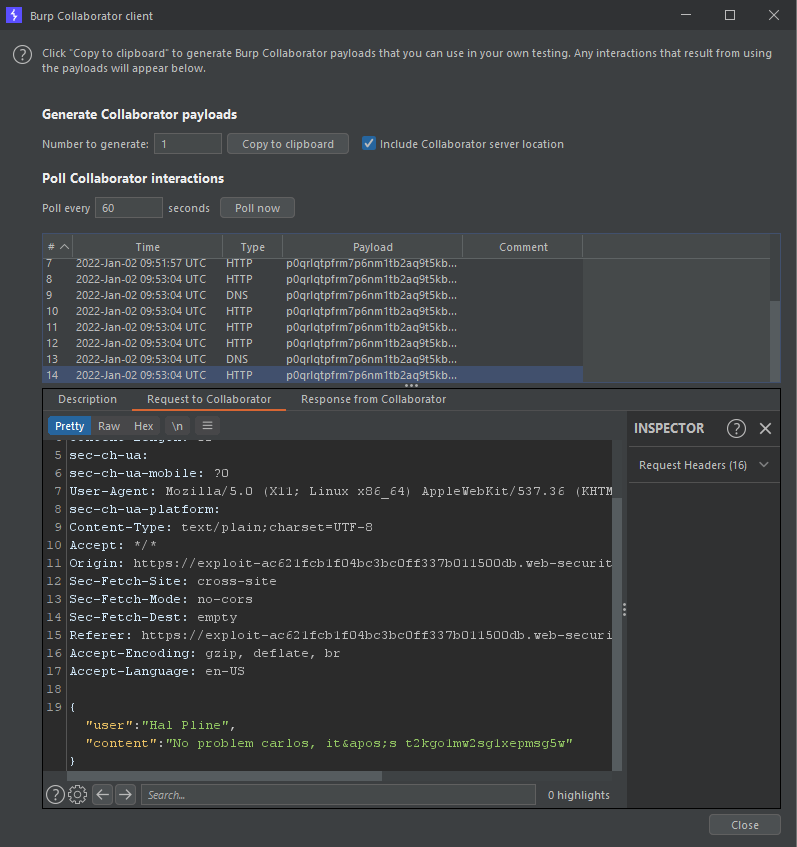 Burp Collaborator client
Click "Copy to clipboard" to generate Burp Collaborator payloads that you can use in your own testing. Any interactions that result from using
the payloads will appear below.
Generate Collaborator payloads
Number to generate: 1 Copy to clipboard Include Collaborator server location
Poll Collaborator interactions
Poll every 60 seconds Poll now
# Time Type Payload Comment
7 2022-Jan-02 09:51:57 UTC HTTP p0qrlqtpfrm7p6nm1tb2aq9t5kb...
8 2022-Jan-02 09:53:04 UTC HTTP p0qrlqtpfrm7p6nm1tb2aq9t5kb...
9 2022-Jan-02 09:53:04 UTC DNS p0qrlqtpfrm7p6nm1tb2aq9t5kb...
10 2022-Jan-02 09:53:04 UTC HTTP p0qrlqtpfrm7p6nm1tb2aq9t5kb...
11 2022-Jan-02 09:53:04 UTC HTTP p0qrlqtpfrm7p6nm1tb2aq9t5kb...
12 2022-Jan-02 09:53:04 UTC HTTP p0qrlqtpfrm7p6nm1tb2aq9t5kb...
13 2022-Jan-02 09:53:04 UTC DNS p0qrlqtpfrm7p6nm1tb2aq9t5kb...
14 2022-Jan-02 09:53:04 UTC HTTP p0qrlqtpfrm7p6nm1tb2aq9t5kb...
Description Request to Collaborator Response from Collaborator
Pretty Raw Hex \n
INSPECTOR
Request Headers (16)
5 sec-ch-ua:
6 sec-ch-ua-mobile: ?0
7 User-Agent: Mozilla/5.0 (X11; Linux x86_64) AppleWebKit/537.36 (KHTM
8 sec-ch-ua-platform:
9 Content-Type: text/plain;charset=UTF-8
10 Accept: */*
11 Origin: https://exploit-ac621fcb1f04bc3bc0ff337b011500db.web-securit
12 Sec-Fetch-Site: cross-site
13 Sec-Fetch-Mode: no-cors
14 Sec-Fetch-Dest: empty
15 Referer: https://exploit-ac621fcb1f04bc3bc0ff337b011500db.web-securi
16 Accept-Encoding: gzip, deflate, br
17 Accept-Language: en-US
18
19 {
"user":"Hal Pline",
"content":"No problem carlos, it&apos;s t2kgo1mw2sg1xepmsg5w"
}
Search...
0 highlights
Close